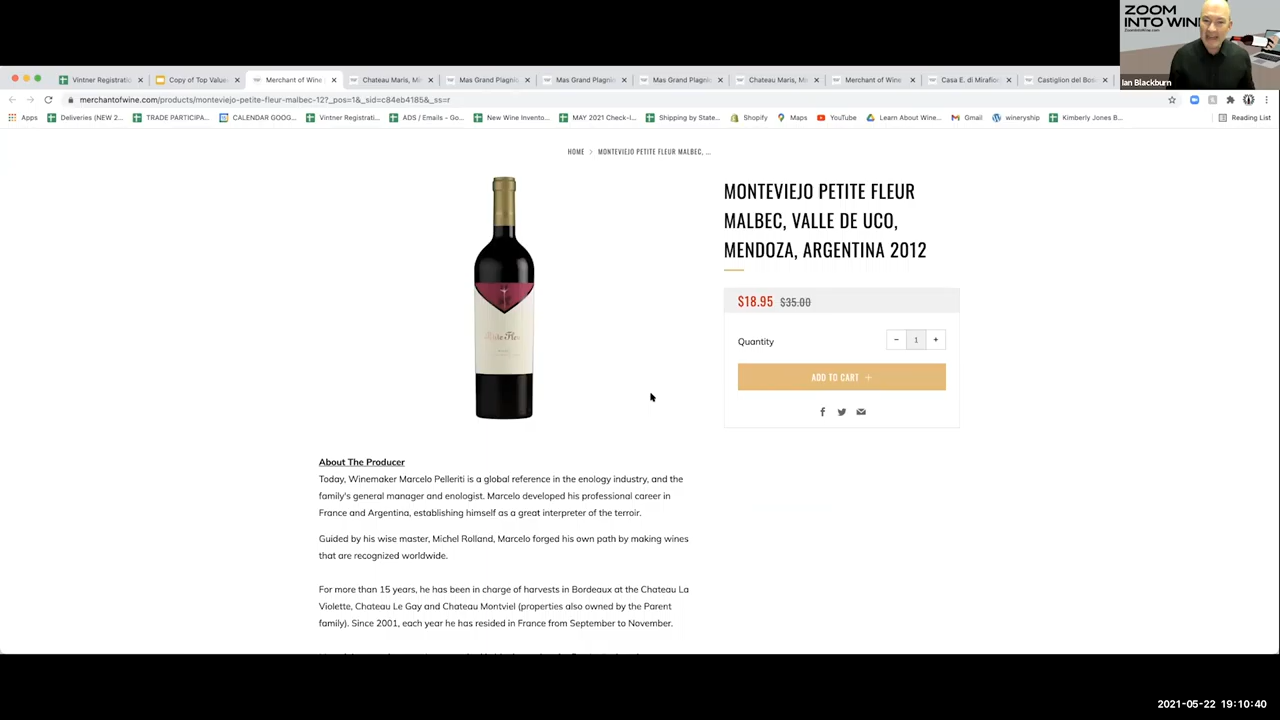 ZOOM
INTO WINE
ZoomIntoWine.com
Ian Blackburn
Vintner Registrati
Copy of Top Value
Merchant of Wine
Chateau Maris, Mi
Mas Grand Plagnio
Mas Grand Plagnio
Mas Grand Plagnio
Chateau Maris, Mi
Merchant of Wine
Casa E. di Mirafior
Castiglion del Bos
merchantofwine.com/products/monteviejo-petite-fleur-malbec-12?_pos=1&_sid=c84eb4185&_ss=r
Apps
Deliveries (NEW 2...
TRADE PARTICIPA...
CALENDAR GOOG...
Vintner Registrati...
ADS / Emails - Go...
New Wine Invento...
MAY 2021 Check-I...
Shipping by State...
Shopify
Maps
YouTube
Learn About Wine...
Gmail
wineryship
Kimberly Jones B...
Reading List
HOME > MONTEVIEJO PETITE FLEUR MALBEC, ...
MONTEVIEJO PETITE FLEUR
MALBEC, VALLE DE UCO,
MENDOZA, ARGENTINA 2012
$18.95 $35.00
Quantity
− 1 +
ADD TO CART +
About The Producer
Today, Winemaker Marcelo Pelleriti is a global reference in the enology industry, and the
family's general manager and enologist. Marcelo developed his professional career in
France and Argentina, establishing himself as a great interpreter of the terroir.
Guided by his wise master, Michel Rolland, Marcelo forged his own path by making wines
that are recognized worldwide.
For more than 15 years, he has been in charge of harvests in Bordeaux at the Chateau La
Violette, Chateau Le Gay and Chateau Montviel (properties also owned by the Parent
family). Since 2001, each year he has resided in France from September to November.
2021-05-22 19:10:40